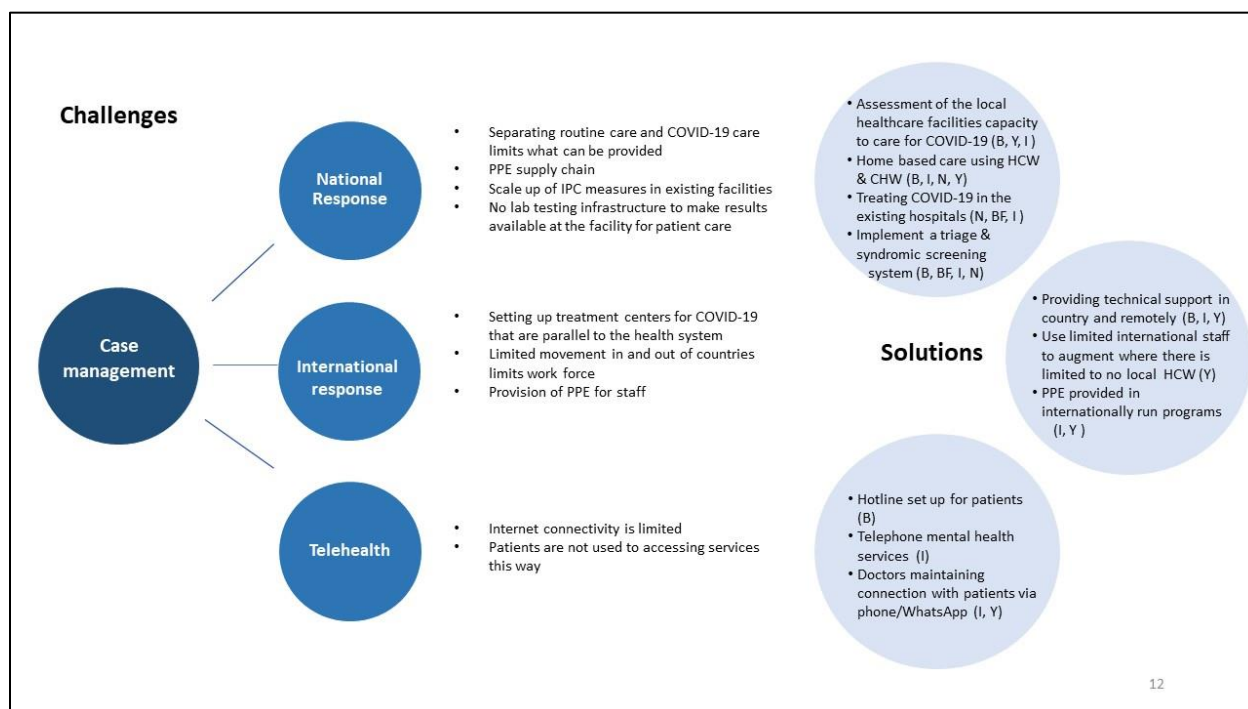 Challenges
Case
management
National
Response
• Separating routine care and COVID-19 care
limits what can be provided
• PPE supply chain
• Scale up of IPC measures in existing facilities
• No lab testing infrastructure to make results
available at the facility for patient care
International
response
• Setting up treatment centers for COVID-19
that are parallel to the health system
• Limited movement in and out of countries
limits work force
• Provision of PPE for staff
Telehealth
• Internet connectivity is limited
• Patients are not used to accessing services
this way
Solutions
• Assessment of the local
healthcare facilities capacity
to care for COVID-19 (B, Y, I )
• Home based care using HCW
& CHW (B, I, N, Y)
• Treating COVID-19 in the
existing hospitals (N, BF, I )
• Implement a triage &
syndromic screening
system (B, BF, I, N)
• Providing technical support in
country and remotely (B, I, Y)
• Use limited international staff
to augment where there is
limited to no local HCW (Y)
• PPE provided in
internationally run programs
(I, Y )
• Hotline set up for patients
(B)
• Telephone mental health
services (I)
• Doctors maintaining
connection with patients via
phone/WhatsApp (I, Y)
12